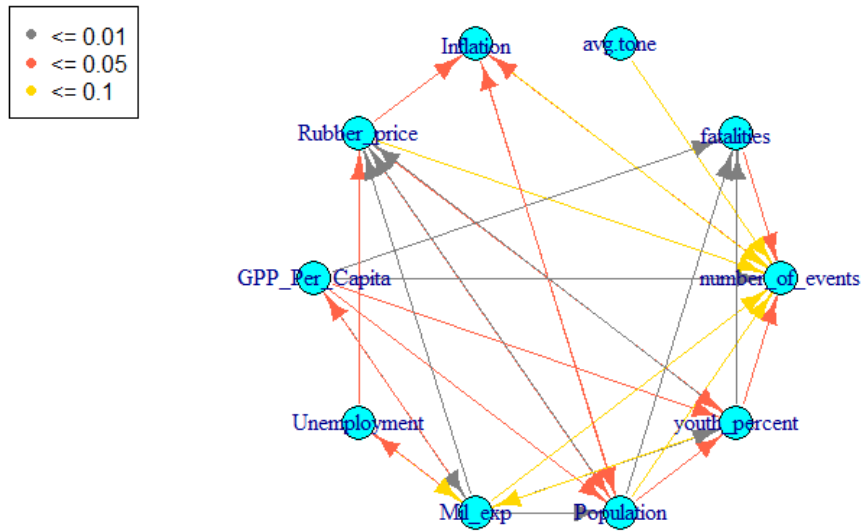 <= 0.01
<= 0.05
<= 0.1
Inflation
avg.tone
Rubber_price
fatalities
GPP_Per_Capita
number_of_events
Unemployment
youth_percent
Mil_exp
Population